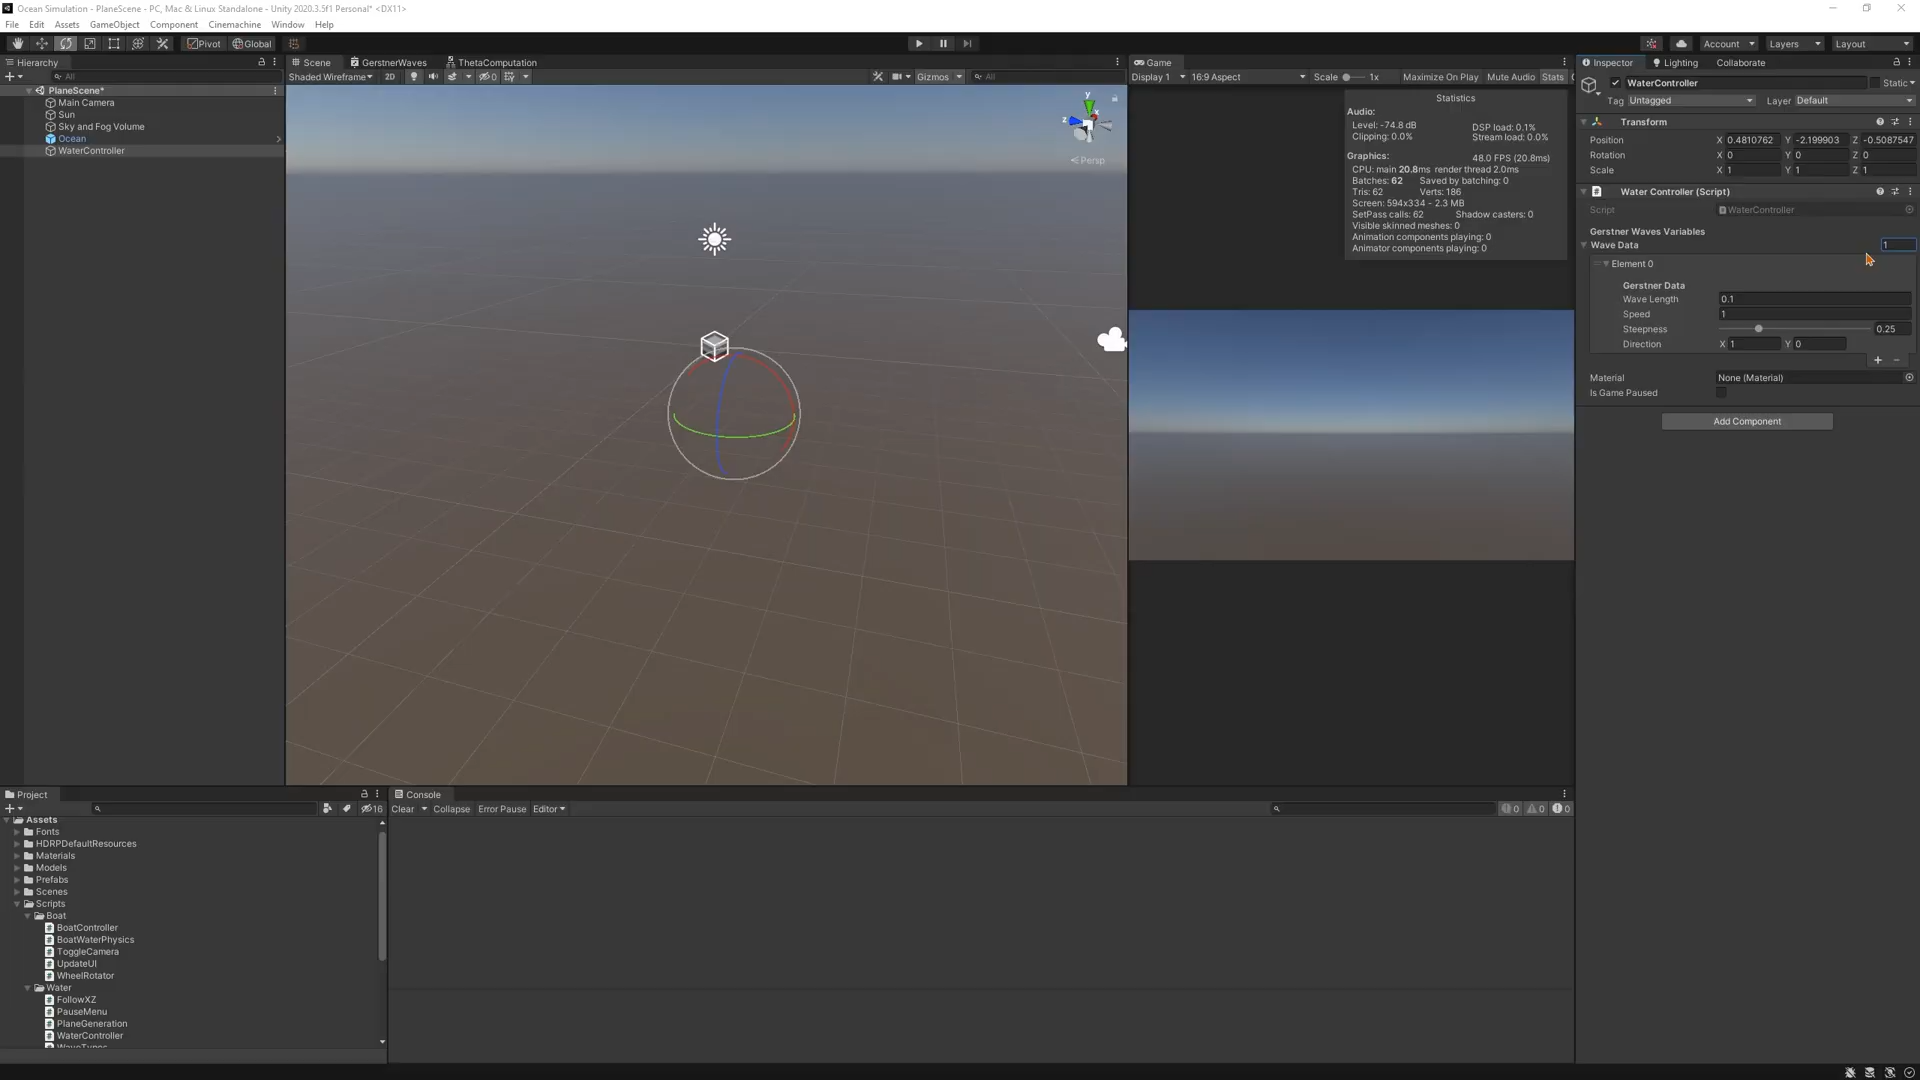 Ocean Simulation - PlaneScene - PC, Mac & Linux Standalone - Unity 2020.3.5f1 Personal* <DX11>
File Edit Assets GameObject Component Cinemachine Window Help
Pivot Global Account Layers Layout
Hierarchy
All
PlaneScene*
Main Camera
Sun
Sky and Fog Volume
Ocean
WaterController
Scene GerstnerWaves ThetaComputation
Shaded Wireframe 2D 0 Gizmos All
y
x
z
Persp
Game
Display 1 16:9 Aspect Scale 1x Maximize On Play Mute Audio Stats
Statistics
Audio:
Level: -74.8 dB DSP load: 0.1%
Clipping: 0.0% Stream load: 0.0%
Graphics: 48.0 FPS (20.8ms)
CPU: main 20.8ms render thread 2.0ms
Batches: 62 Saved by batching: 0
Tris: 62 Verts: 186
Screen: 594x334 - 2.3 MB
SetPass calls: 62 Shadow casters: 0
Visible skinned meshes: 0
Animation components playing: 0
Animator components playing: 0
Inspector Lighting Collaborate
WaterController Static
Tag Untagged Layer Default
Transform
Position X 0.4810762 Y -2.199903 Z -0.5087547
Rotation X 0 Y 0 Z 0
Scale X 1 Y 1 Z 1
# Water Controller (Script)
Script WaterController
Gerstner Waves Variables
Wave Data 1
Element 0
Gerstner Data
Wave Length 0.1
Speed 1
Steepness 0.25
Direction X 1 Y 0
Material None (Material)
Is Game Paused
Add Component
Project
16
Assets
Fonts
HDRPDefaultResources
Materials
Models
Prefabs
Scenes
Scripts
Boat
BoatController
BoatWaterPhysics
ToggleCamera
UpdateUI
WheelRotator
Water
FollowXZ
PauseMenu
PlaneGeneration
WaterController
WaveTypes
Console
Clear Collapse Error Pause Editor 0 0 0